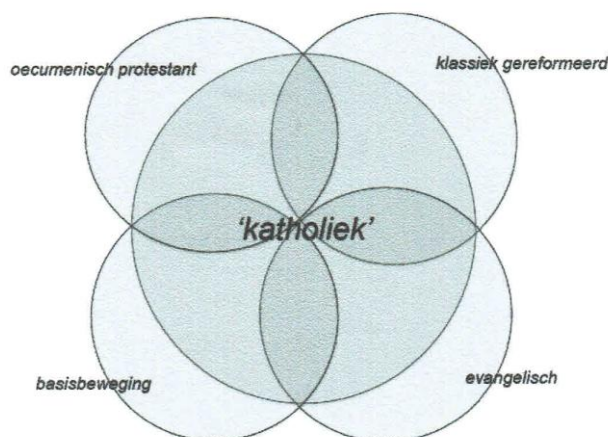 oecumenisch protestant
klassiek gereformeerd
'katholiek'
basisbeweging
evangelisch